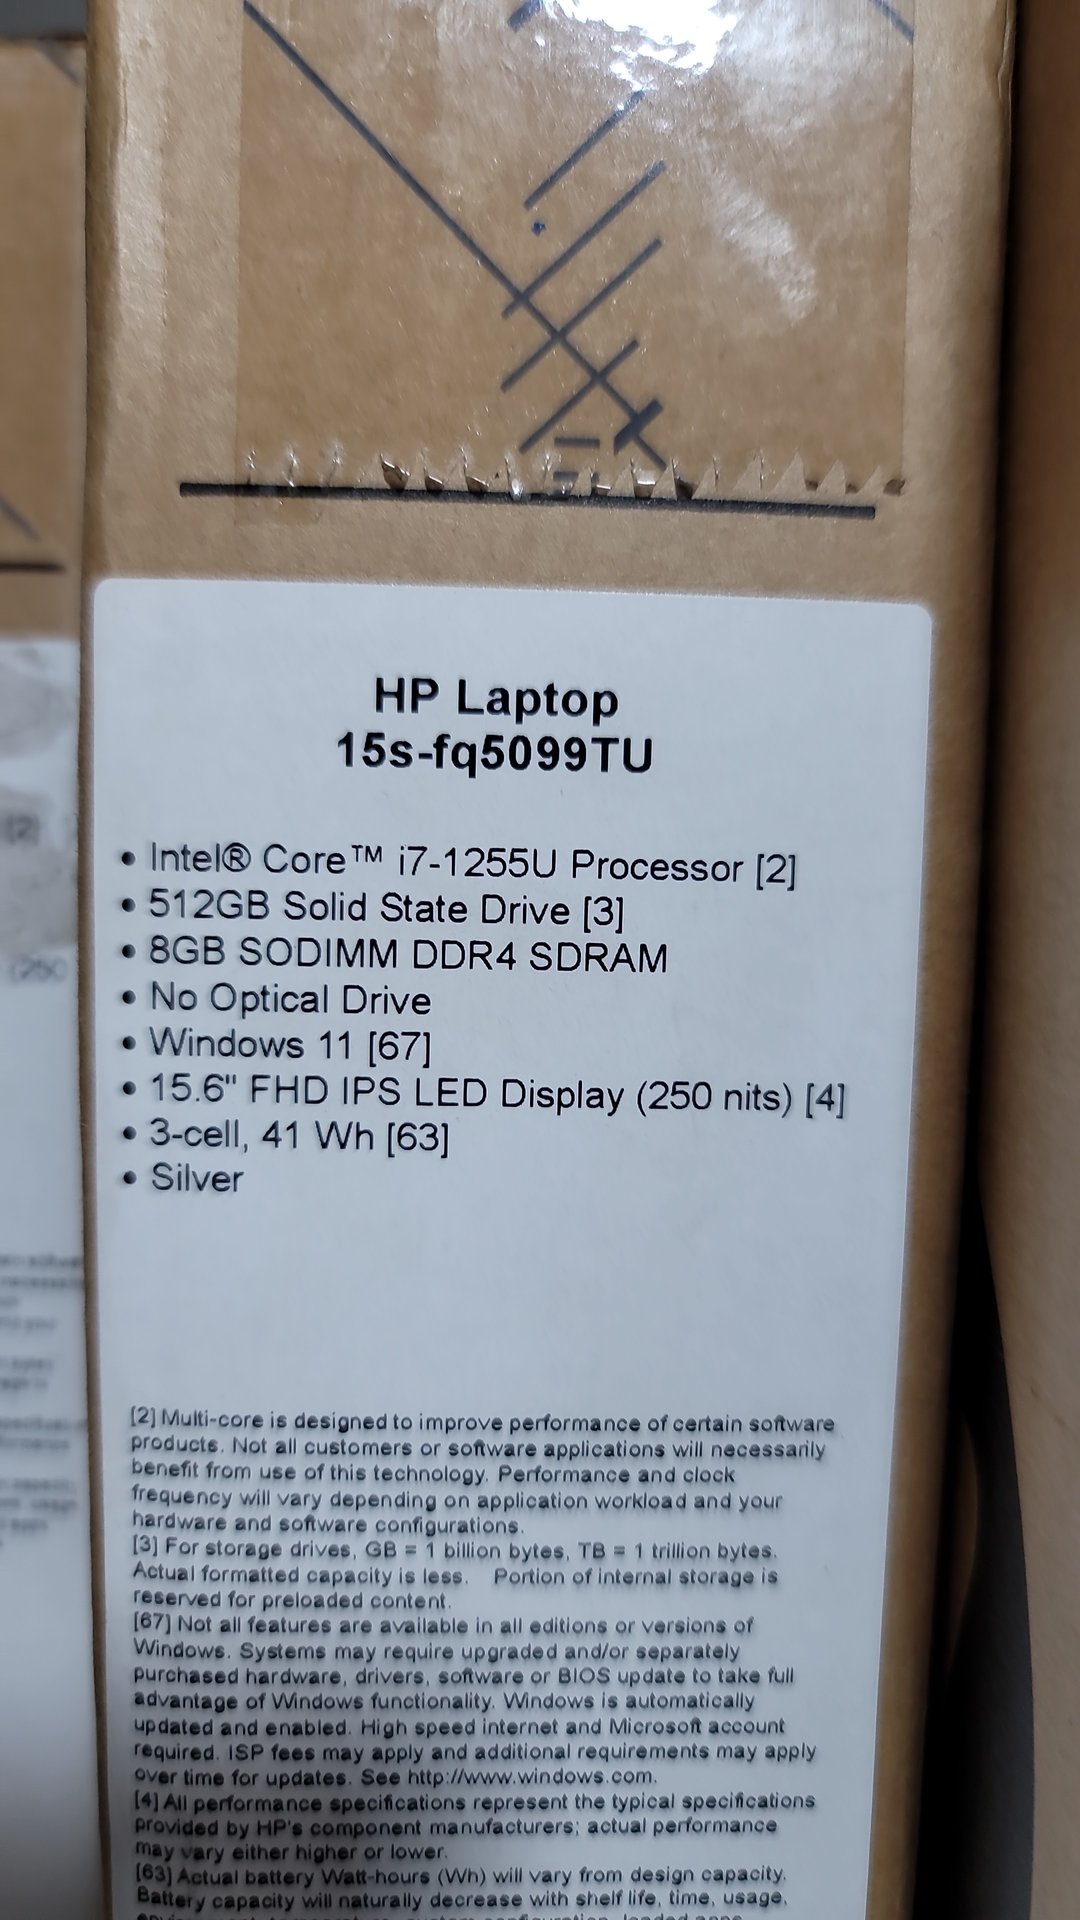 HP Laptop
15s-fq5099TU
• Intel® Core™ i7-1255U Processor [2]
• 512GB Solid State Drive [3]
• 8GB SODIMM DDR4 SDRAM
• No Optical Drive
• Windows 11 [67]
• 15.6" FHD IPS LED Display (250 nits) [4]
• 3-cell, 41 Wh [63]
• Silver
[2] Multi-core is designed to improve performance of certain software
products. Not all customers or software applications will necessarily
benefit from use of this technology. Performance and clock
frequency will vary depending on application workload and your
hardware and software configurations.
[3] For storage drives, GB = 1 billion bytes, TB = 1 trillion bytes.
Actual formatted capacity is less. Portion of internal storage is
reserved for preloaded content.
[67] Not all features are available in all editions or versions of
Windows. Systems may require upgraded and/or separately
purchased hardware, drivers, software or BIOS update to take full
advantage of Windows functionality. Windows is automatically
updated and enabled. High speed internet and Microsoft account
required. ISP fees may apply and additional requirements may apply
over time for updates. See http://www.windows.com.
[4] All performance specifications represent the typical specifications
provided by HP's component manufacturers; actual performance
may vary either higher or lower.
[63] Actual battery Watt-hours (Wh) will vary from design capacity.
Battery capacity will naturally decrease with shelf life, time, usage,
[2]
(250